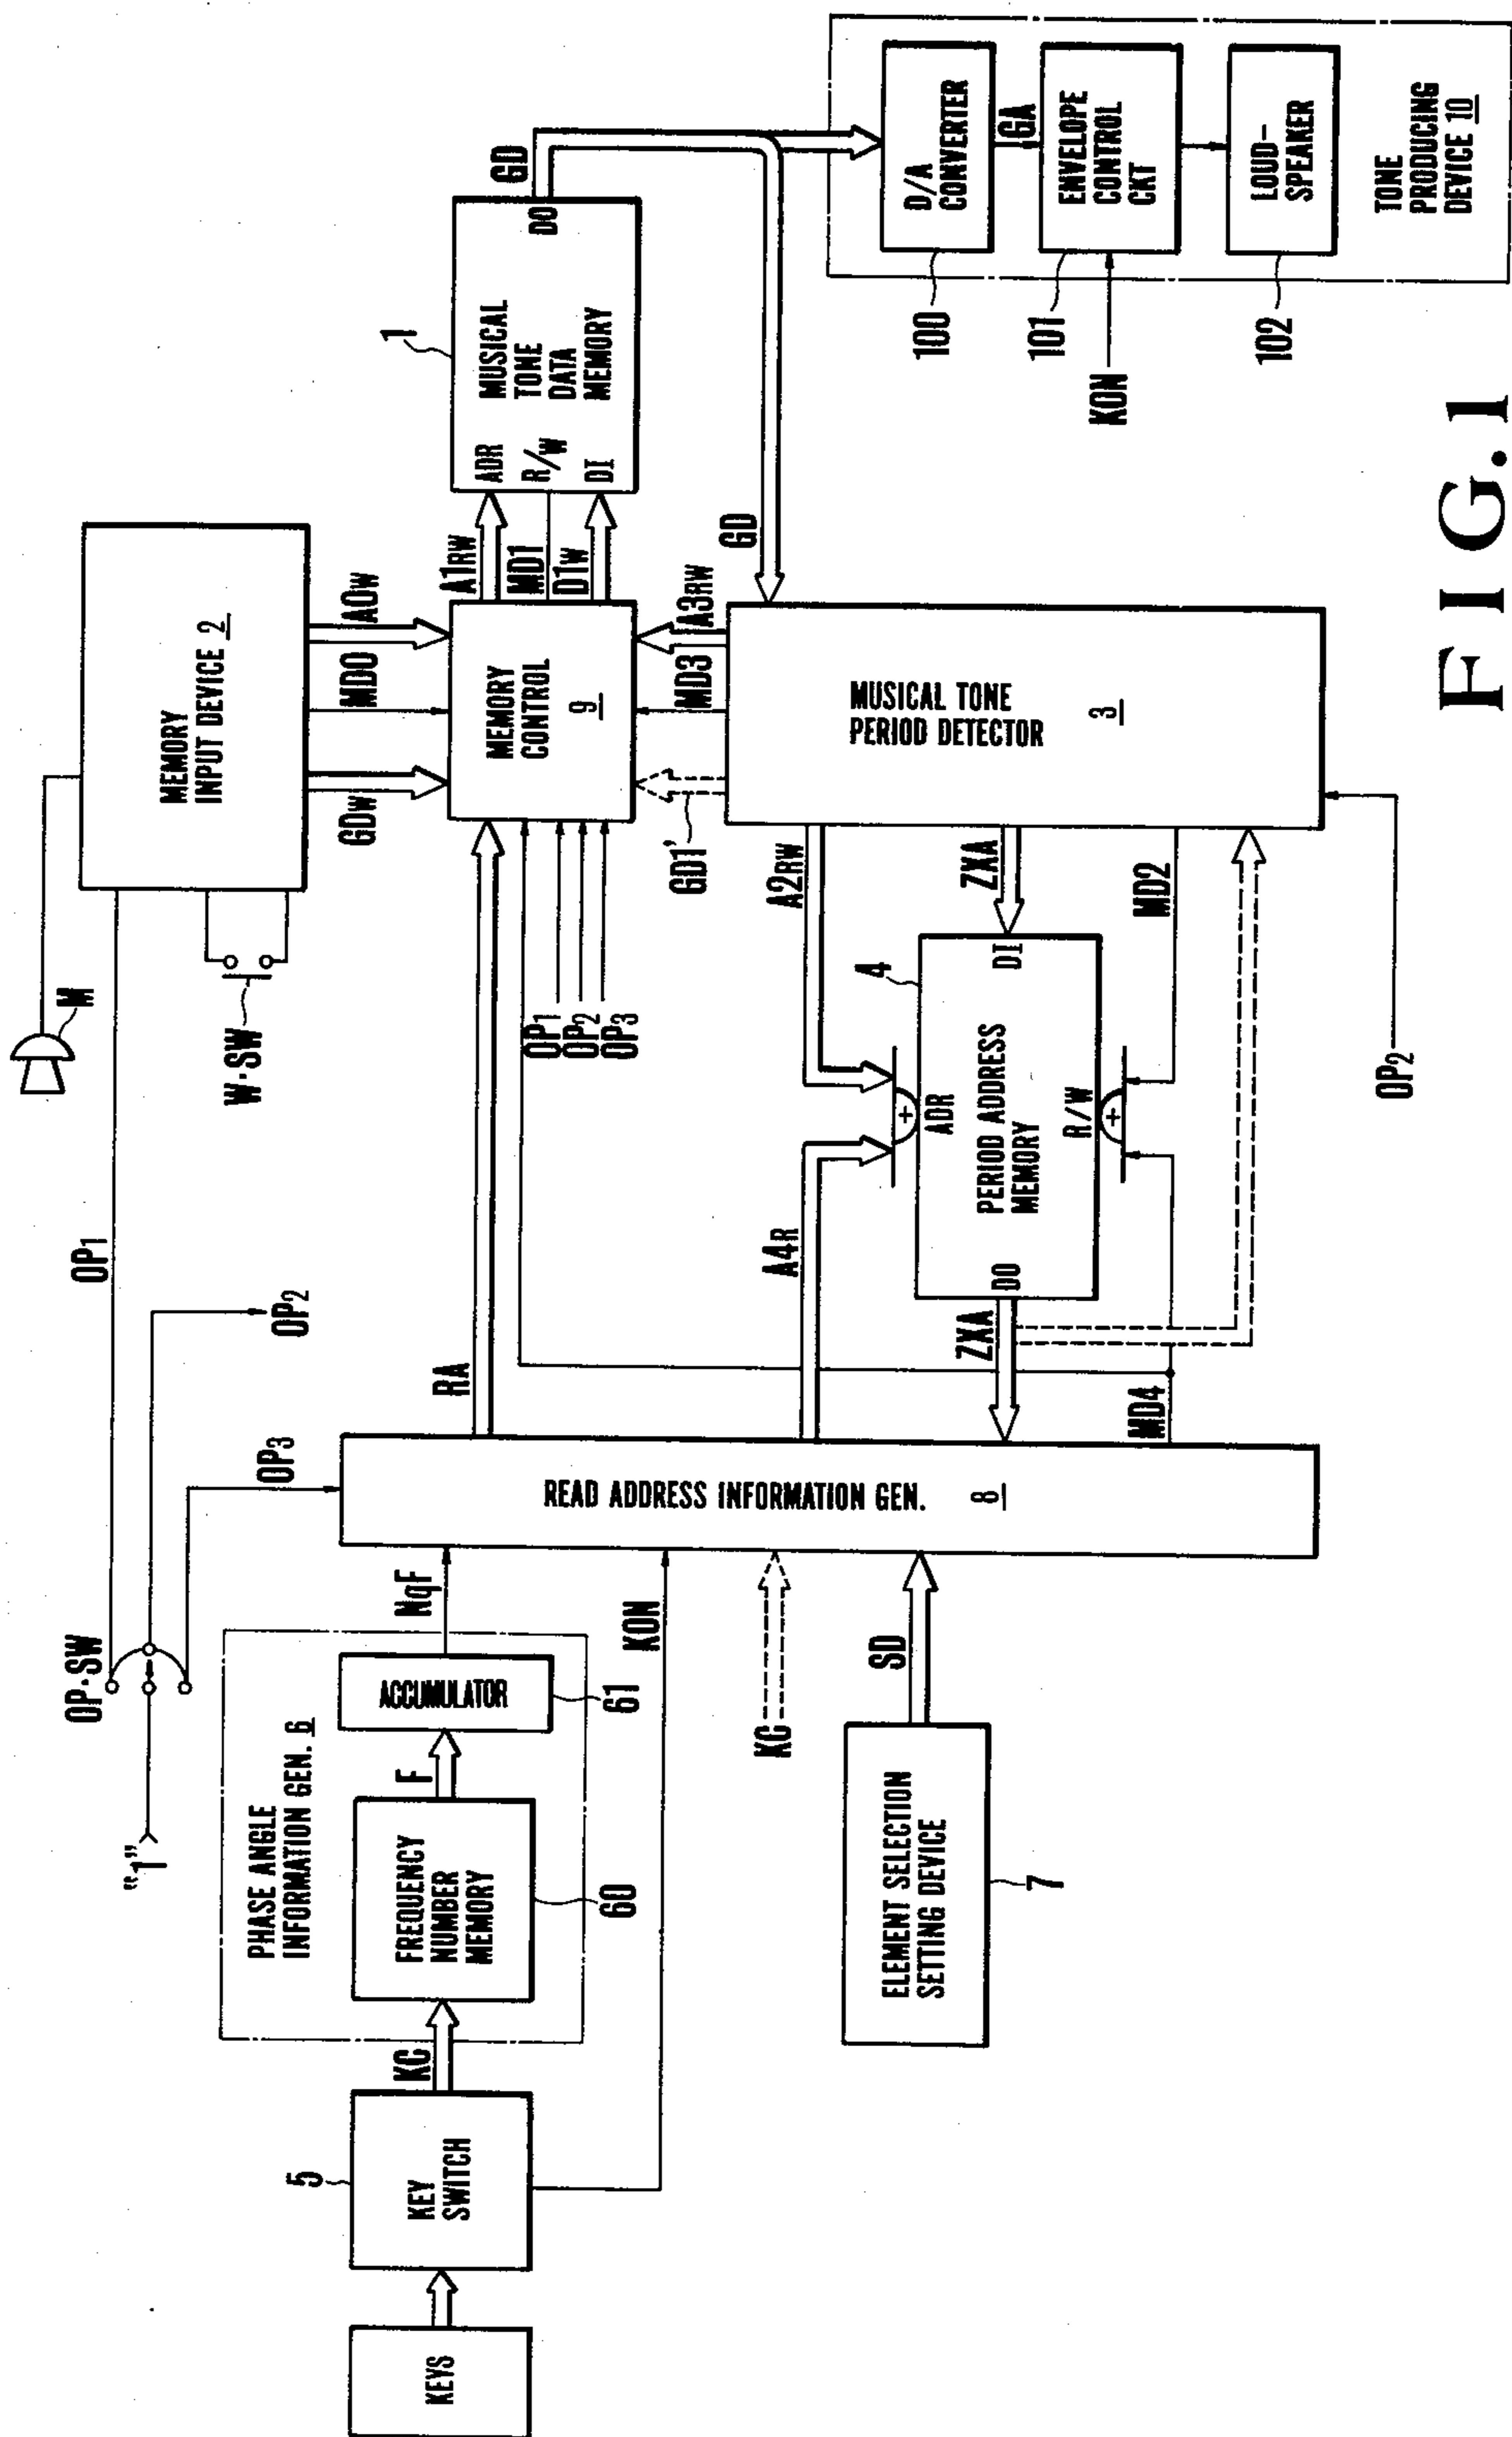 M
W·SW
MEMORY
INPUT DEVICE 2
GDW
MD0
A0W
OP·SW
"1"
OP1
OP2
OP3
PHASE ANGLE
INFORMATION GEN. 6
KEYS
5
KEY
SWITCH
KC
FREQUENCY
NUMBER
MEMORY
60
F
ACCUMULATOR
61
NqF
KON
KC
SD
ELEMENT SELECTION
SETTING DEVICE
7
READ ADDRESS INFORMATION GEN. 8
RA
A4R
ZXA
MD4
OP1
OP2
OP3
MEMORY
CONTROL
9
A1RW
MD1
D1W
GD1'
MD3
A3RW
1
MUSICAL
TONE
DATA
MEMORY
ADR
R/W
DI
DO
GD
GD
4
PERIOD ADDRESS
MEMORY
ADR
+
R/W
+
DO
DI
A2RW
ZXA
MD2
OP2
MUSICAL TONE
PERIOD DETECTOR 3
D/A
CONVERTER
100
GA
ENVELOPE
CONTROL
CKT
101
KON
LOUD-
SPEAKER
102
TONE
PRODUCING
DEVICE 10
FIG. 1